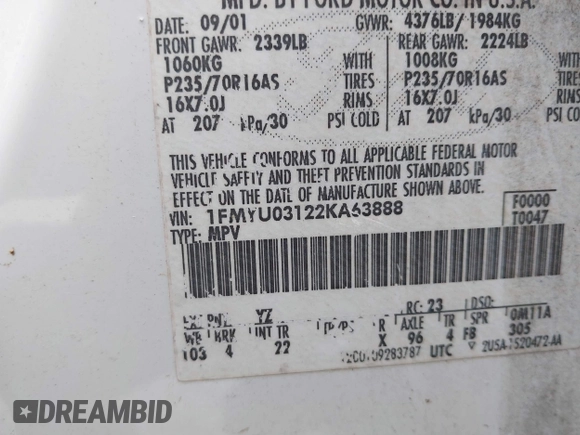 MFD. BY FORD MOTOR CO. IN U.S.A.
DATE: 09/01 GVWR: 4376LB/ 1984KG
FRONT GAWR: 2339LB REAR GAWR: 2224LB
1060KG WITH 1008KG WITH
P235/70R16AS TIRES P235/70R16AS TIRES
16X7.0J RIMS 16X7.0J RIMS
AT 207 kPa/30 PSI COLD AT 207 kPa/30 PSI COLD
THIS VEHICLE CONFORMS TO ALL APPLICABLE FEDERAL MOTOR
VEHICLE SAFETY AND THEFT PREVENTION STANDARDS IN
EFFECT ON THE DATE OF MANUFACTURE SHOWN ABOVE.
VIN: 1FMYU03122KA63888 F0000
TYPE: MPV T0047
YZ RC: 23 DSO:
WB BRK INT TR R AXLE TR SPR 0M11A
103 4 22 X 96 4 FB 305
UTC
DREAMBID